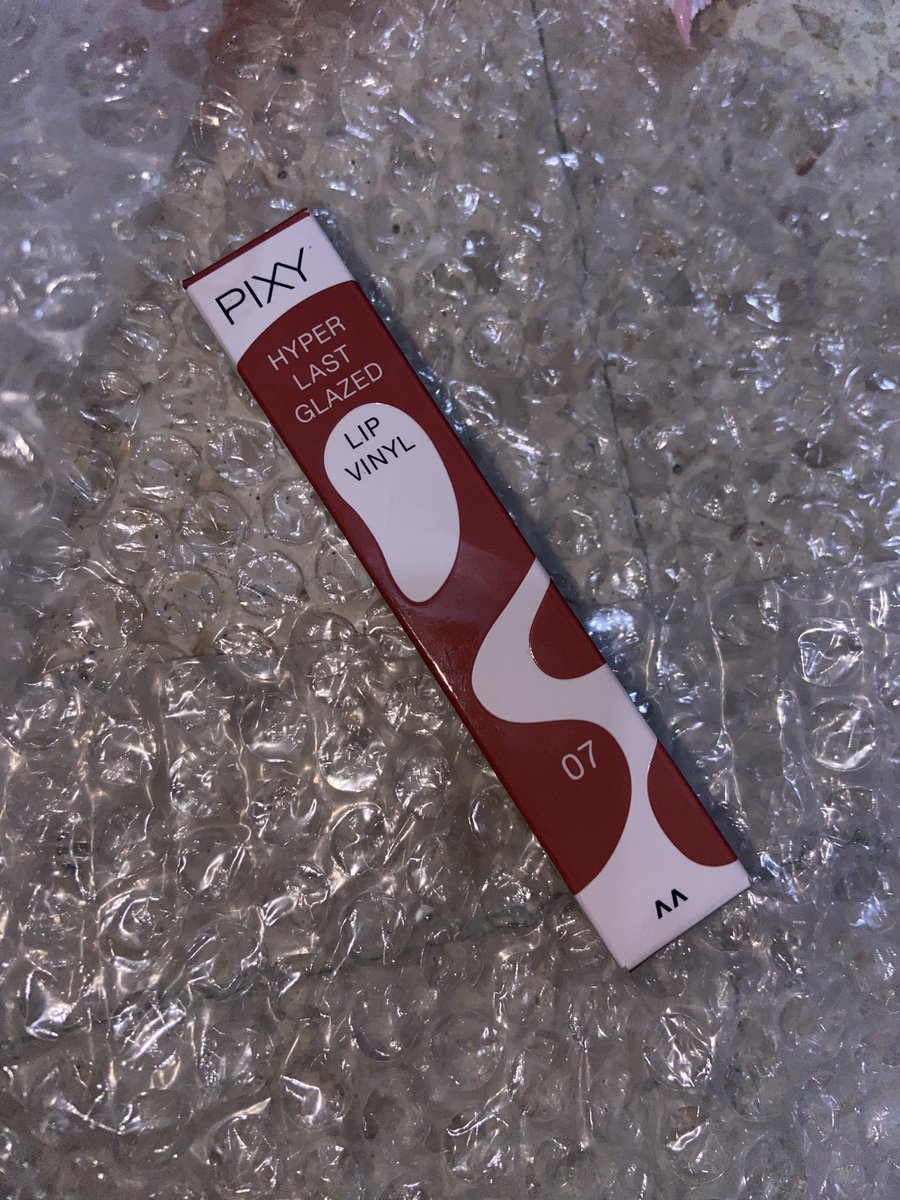 PIXY
HYPER
LAST
GLAZED
LIP
VINYL
07